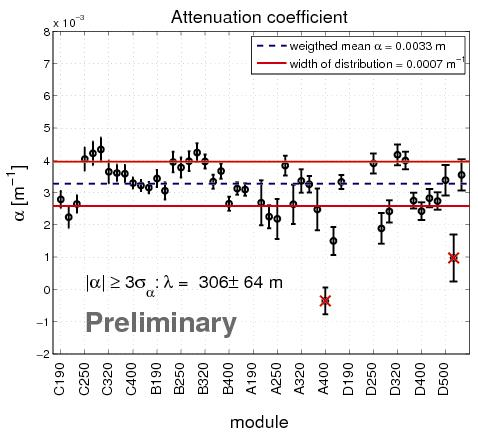 Attenuation coefficient
x 10⁻³
8
7
6
5
4
3
2
1
0
−1
−2
α [m⁻¹]
weigthed mean α = 0.0033 m
width of distribution = 0.0007 m⁻¹
|α| ≥ 3σα: λ = 306± 64 m
Preliminary
C190 C250 C320 C400 B190 B250 B320 B400 A190 A250 A320 A400 D190 D250 D320 D400 D500
module